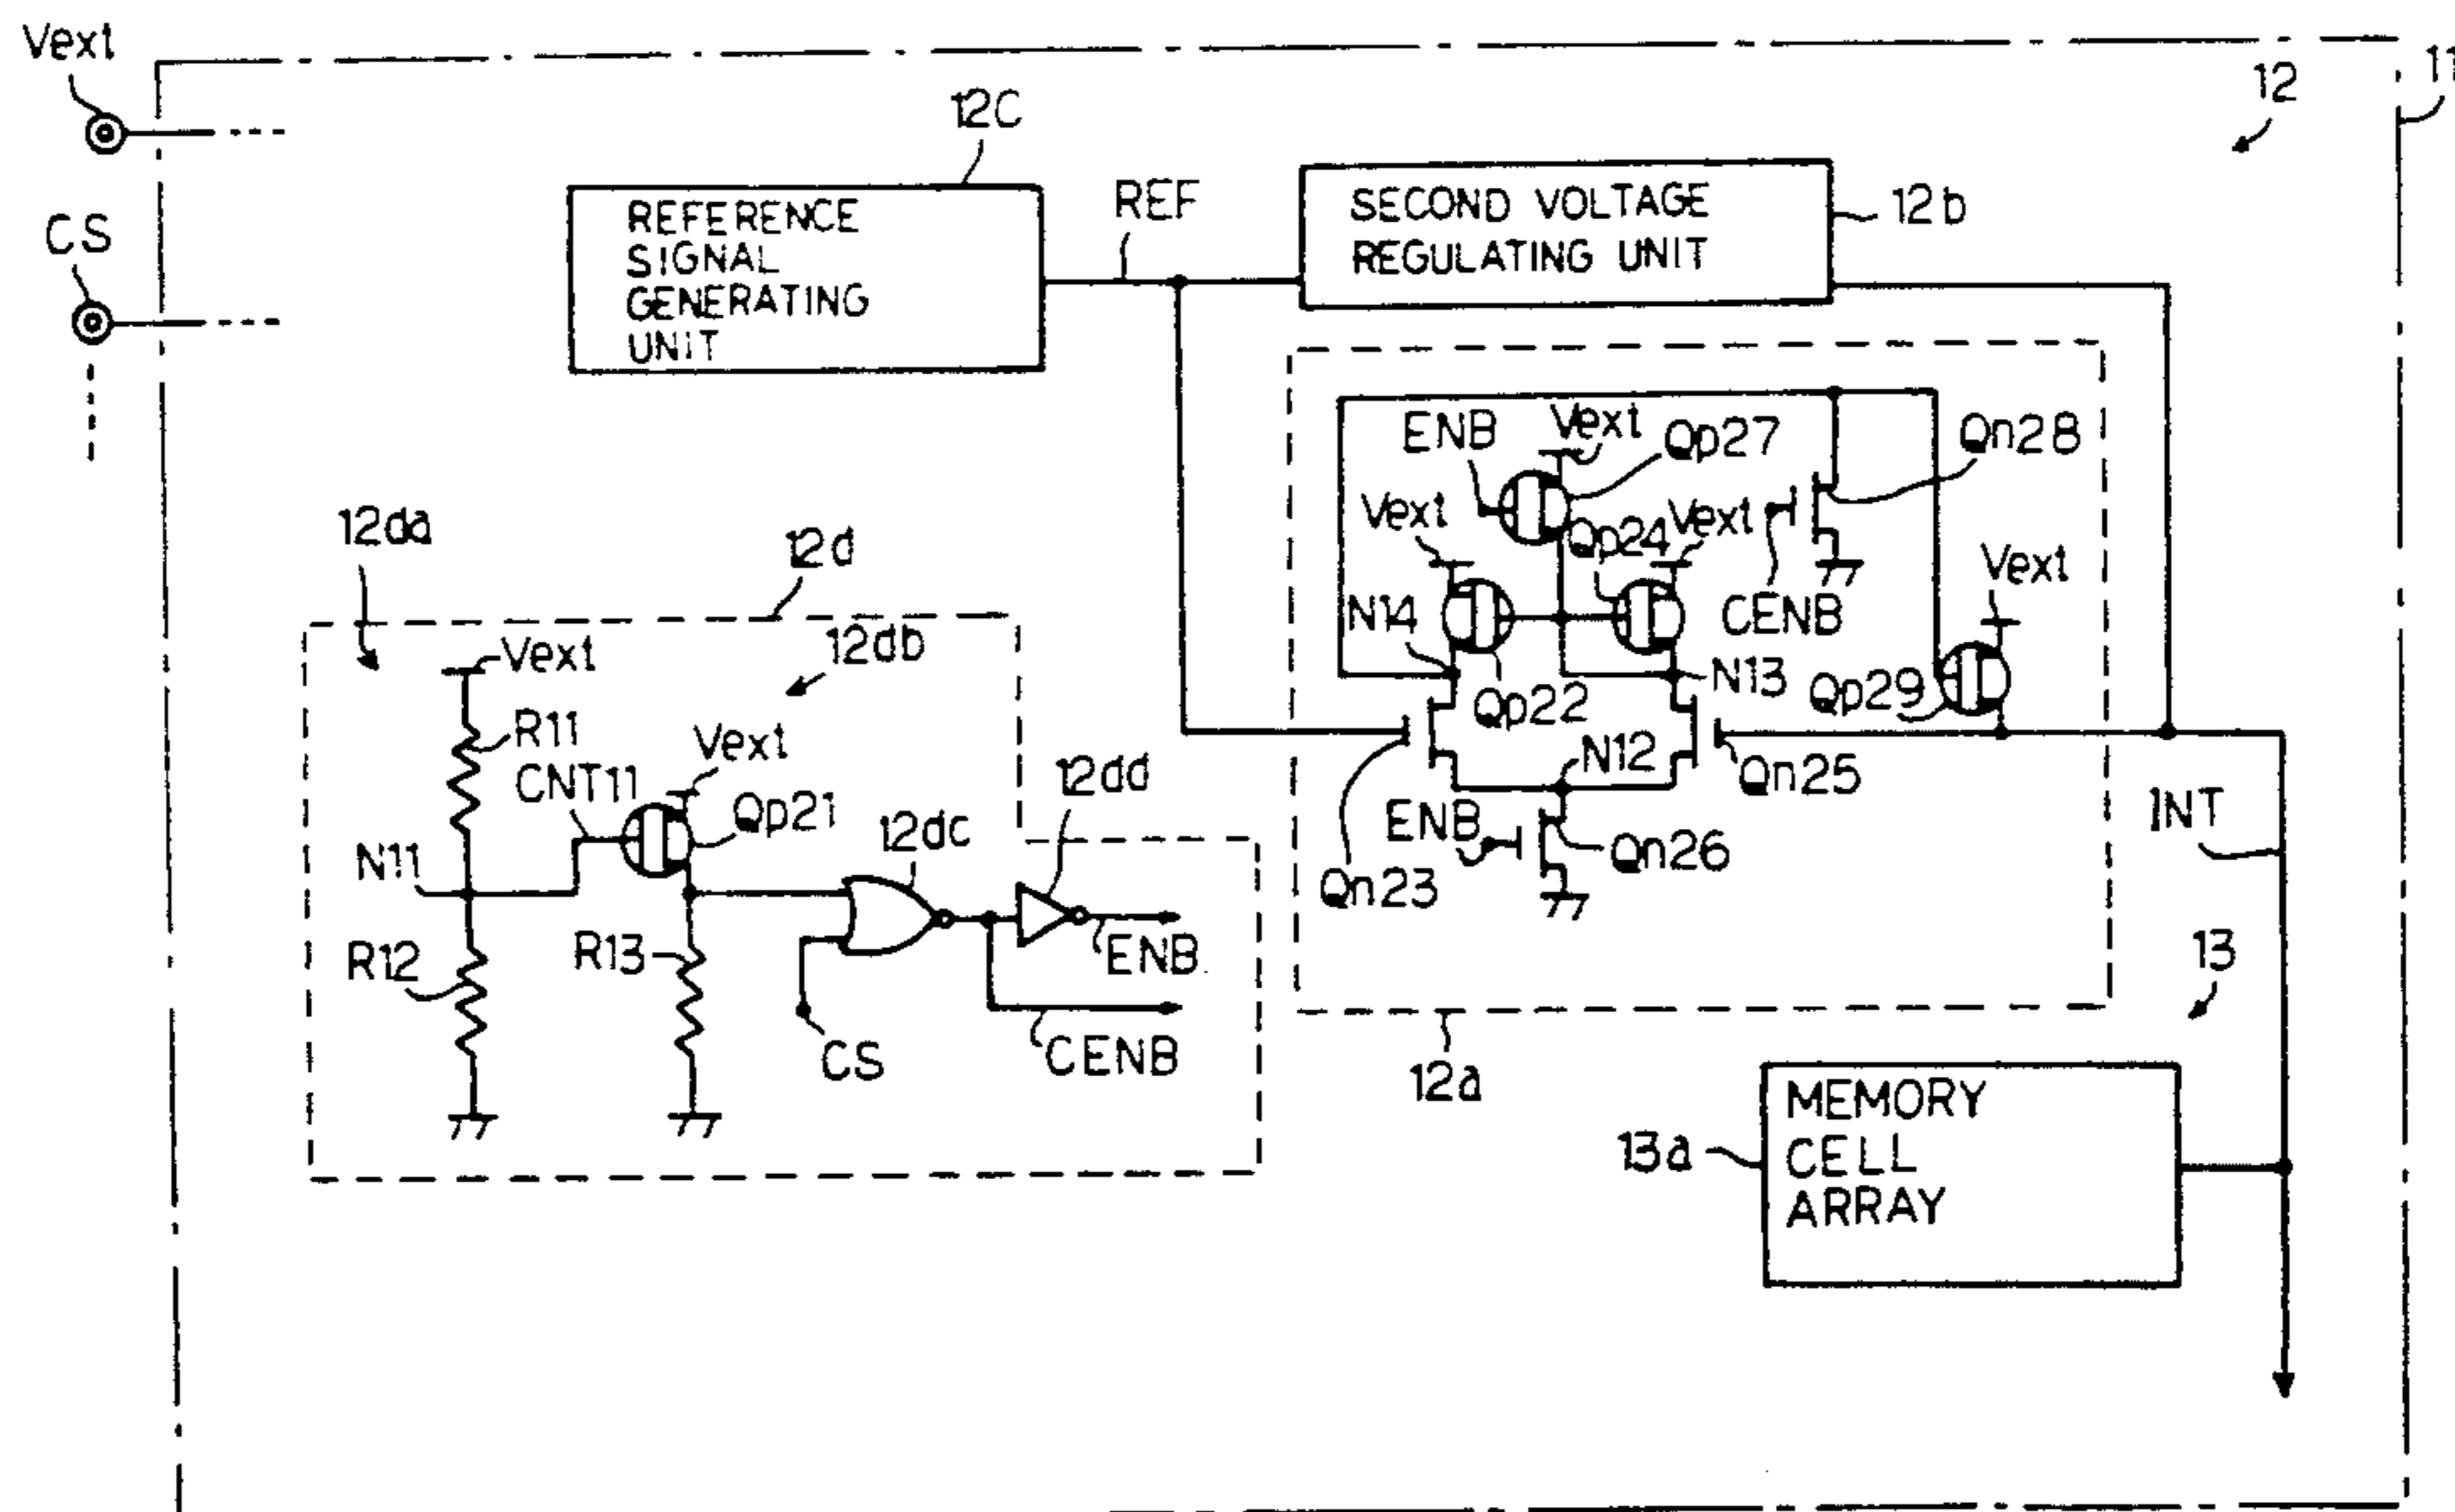 Vext
11
12
12C
CS
REFERENCE
SIGNAL
GENERATING
UNIT
REF
SECOND VOLTAGE
REGULATING UNIT
12b
ENB
Vext
Qp27
Qn28
Vext
Qp24
Vext
CENB
Vext
N14
Qp22
N13
Qp29
12da
12d
Vext
12db
R11
CNT11
Vext
Qp21
12dc
12dd
N11
R12
R13
ENB
CS
CENB
N12
Qn25
ENB
Qn26
Qn23
INT
12a
13
13a
MEMORY
CELL
ARRAY